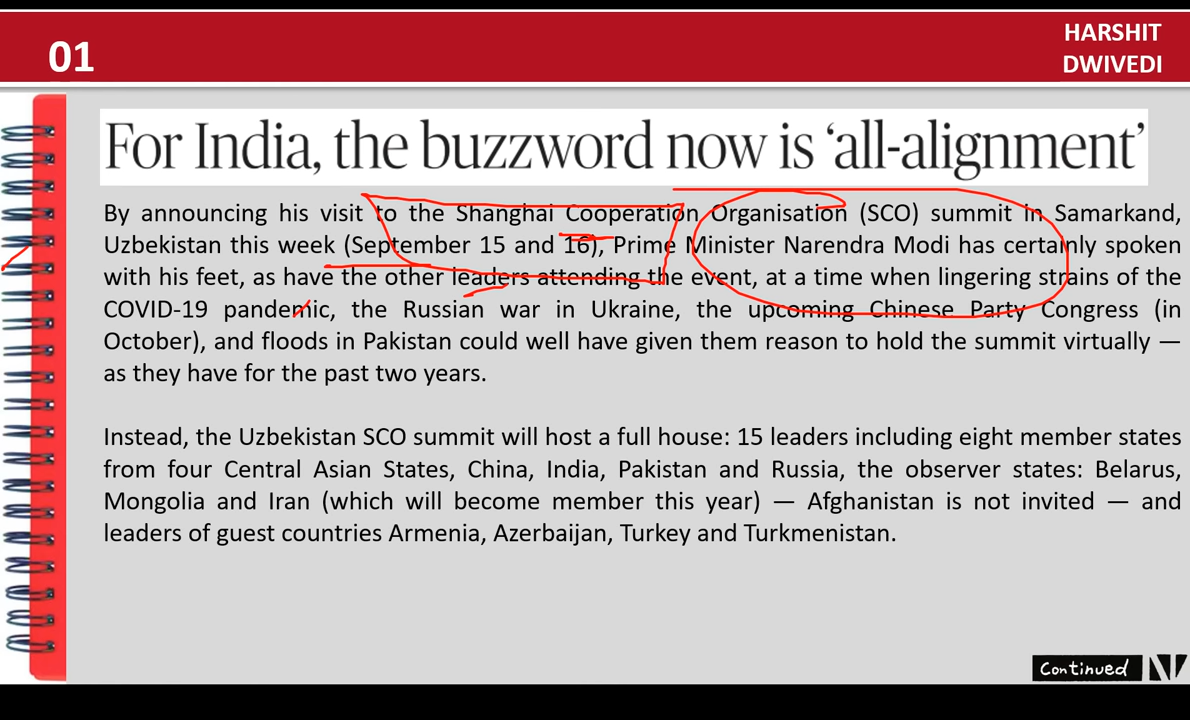 01
HARSHIT
DWIVEDI
For India, the buzzword now is ‘all-alignment’
By announcing his visit to the Shanghai Cooperation Organisation (SCO) summit in Samarkand,
Uzbekistan this week (September 15 and 16), Prime Minister Narendra Modi has certainly spoken
with his feet, as have the other leaders attending the event, at a time when lingering strains of the
COVID-19 pandemic, the Russian war in Ukraine, the upcoming Chinese Party Congress (in
October), and floods in Pakistan could well have given them reason to hold the summit virtually —
as they have for the past two years.
Instead, the Uzbekistan SCO summit will host a full house: 15 leaders including eight member states
from four Central Asian States, China, India, Pakistan and Russia, the observer states: Belarus,
Mongolia and Iran (which will become member this year) — Afghanistan is not invited — and
leaders of guest countries Armenia, Azerbaijan, Turkey and Turkmenistan.
Continued